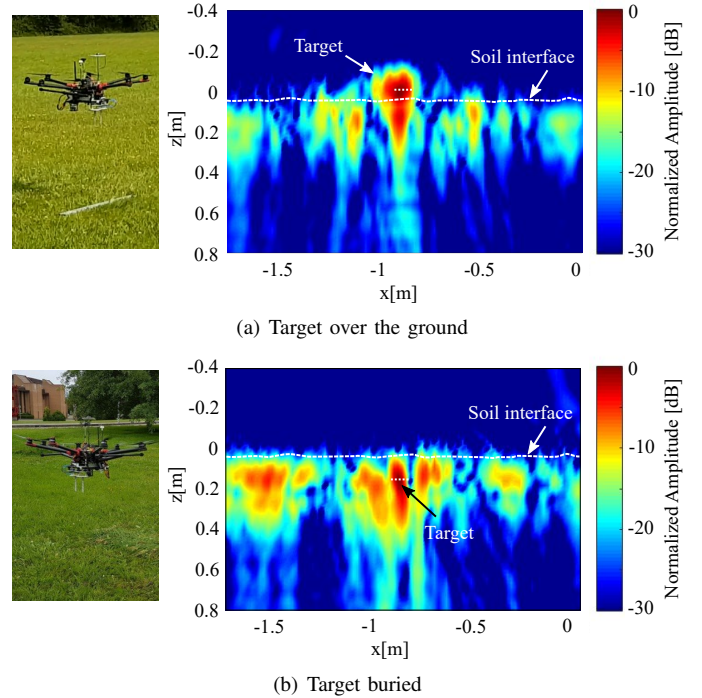 -0.4
-0.2
0
0.2
0.4
0.6
0.8
z[m]
Target
Soil interface
-1.5
-1
-0.5
0
x[m]
0
-10
-20
-30
Normalized Amplitude [dB]
(a) Target over the ground
-0.4
-0.2
0
0.2
0.4
0.6
0.8
z[m]
Soil interface
Target
-1.5
-1
-0.5
0
x[m]
0
-10
-20
-30
Normalized Amplitude [dB]
(b) Target buried